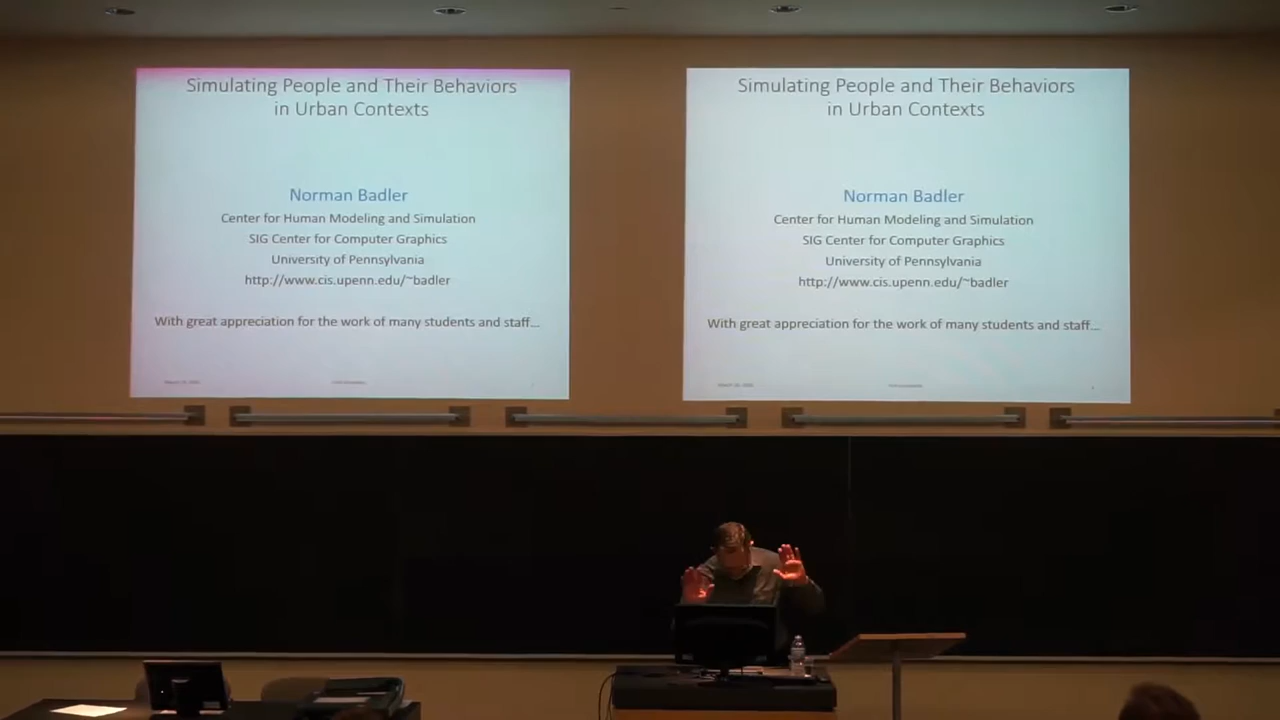 Simulating People and Their Behaviors
in Urban Contexts
Norman Badler
Center for Human Modeling and Simulation
SIG Center for Computer Graphics
University of Pennsylvania
http://www.cis.upenn.edu/~badler
With great appreciation for the work of many students and staff...
Simulating People and Their Behaviors
in Urban Contexts
Norman Badler
Center for Human Modeling and Simulation
SIG Center for Computer Graphics
University of Pennsylvania
http://www.cis.upenn.edu/~badler
With great appreciation for the work of many students and staff...